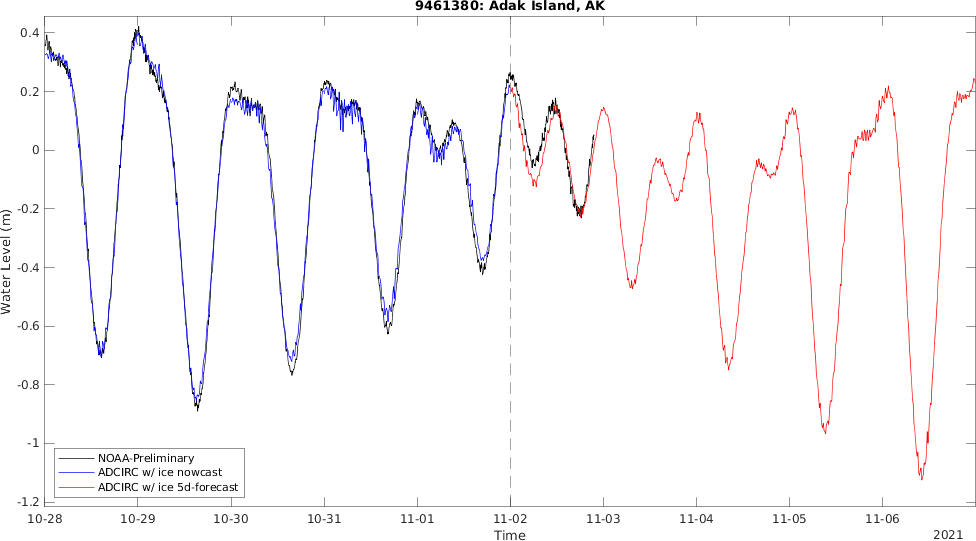 9461380: Adak Island, AK
0.4
0.2
0
-0.2
-0.4
-0.6
-0.8
-1
-1.2
Water Level (m)
NOAA-Preliminary
ADCIRC w/ ice nowcast
ADCIRC w/ ice 5d-forecast
10-28 10-29 10-30 10-31 11-01 11-02 11-03 11-04 11-05 11-06
Time
2021